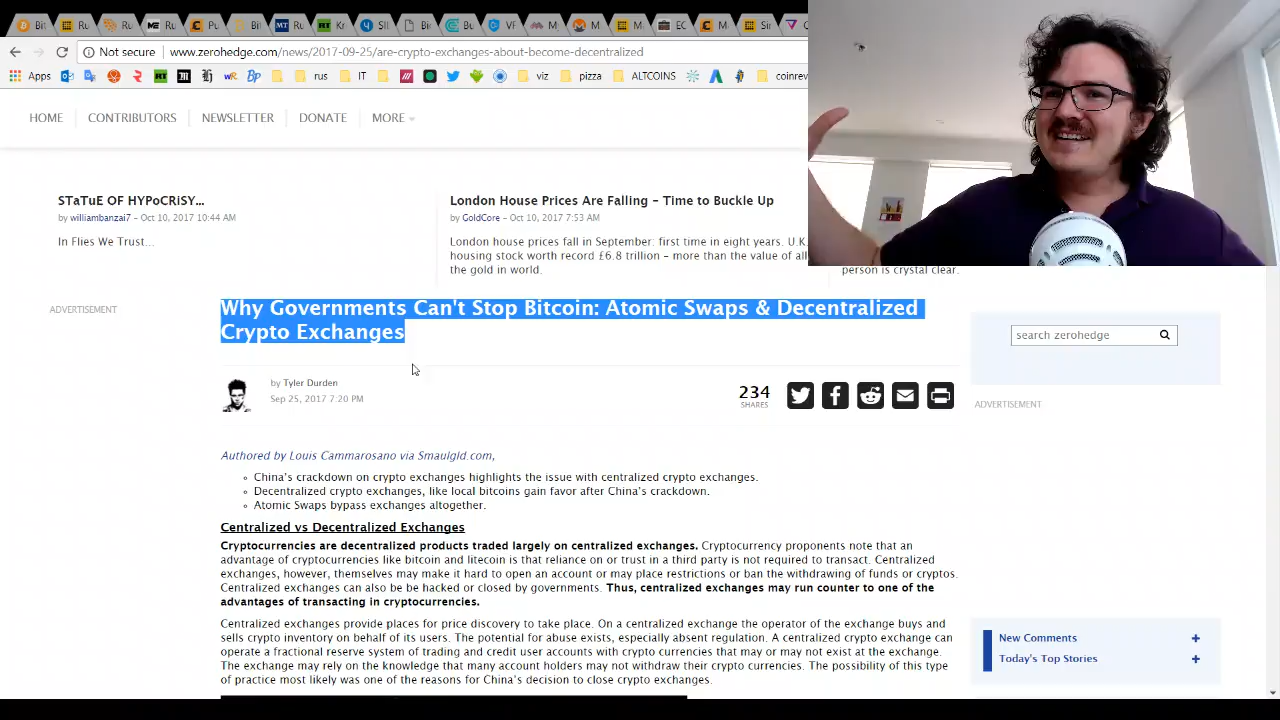 Bit
Ru
Ru
Ru
Pu
Bit
Ru
Kr
SII
Bi
Bu
VF
My
M
M
EC
M
Sir
Not secure
www.zerohedge.com/news/2017-09-25/are-crypto-exchanges-about-become-decentralized
Apps
rus
IT
viz
pizza
ALTCOINS
coinrev
HOME
CONTRIBUTORS
NEWSLETTER
DONATE
MORE
STaTuE OF HYPoCRiSY...
by williambanzai7 - Oct 10, 2017 10:44 AM
In Flies We Trust...
London House Prices Are Falling – Time to Buckle Up
by GoldCore - Oct 10, 2017 7:53 AM
London house prices fall in September: first time in eight years. U.K.
housing stock worth record £6.8 trillion – more than the value of all
the gold in world.
person is crystal clear.
ADVERTISEMENT
Why Governments Can't Stop Bitcoin: Atomic Swaps & Decentralized
Crypto Exchanges
by Tyler Durden
Sep 25, 2017 7:20 PM
234
SHARES
search zerohedge
ADVERTISEMENT
Authored by Louis Cammarosano via Smaulgld.com,
China's crackdown on crypto exchanges highlights the issue with centralized crypto exchanges.
Decentralized crypto exchanges, like local bitcoins gain favor after China's crackdown.
Atomic Swaps bypass exchanges altogether.
Centralized vs Decentralized Exchanges
Cryptocurrencies are decentralized products traded largely on centralized exchanges. Cryptocurrency proponents note that an
advantage of cryptocurrencies like bitcoin and litecoin is that reliance on or trust in a third party is not required to transact. Centralized
exchanges, however, themselves may make it hard to open an account or may place restrictions or ban the withdrawing of funds or cryptos.
Centralized exchanges can also be be hacked or closed by governments. Thus, centralized exchanges may run counter to one of the
advantages of transacting in cryptocurrencies.
Centralized exchanges provide places for price discovery to take place. On a centralized exchange the operator of the exchange buys and
sells crypto inventory on behalf of its users. The potential for abuse exists, especially absent regulation. A centralized crypto exchange can
operate a fractional reserve system of trading and credit user accounts with crypto currencies that may or may not exist at the exchange.
The exchange may rely on the knowledge that many account holders may not withdraw their crypto currencies. The possibility of this type
of practice most likely was one of the reasons for China's decision to close crypto exchanges.
New Comments
Today's Top Stories